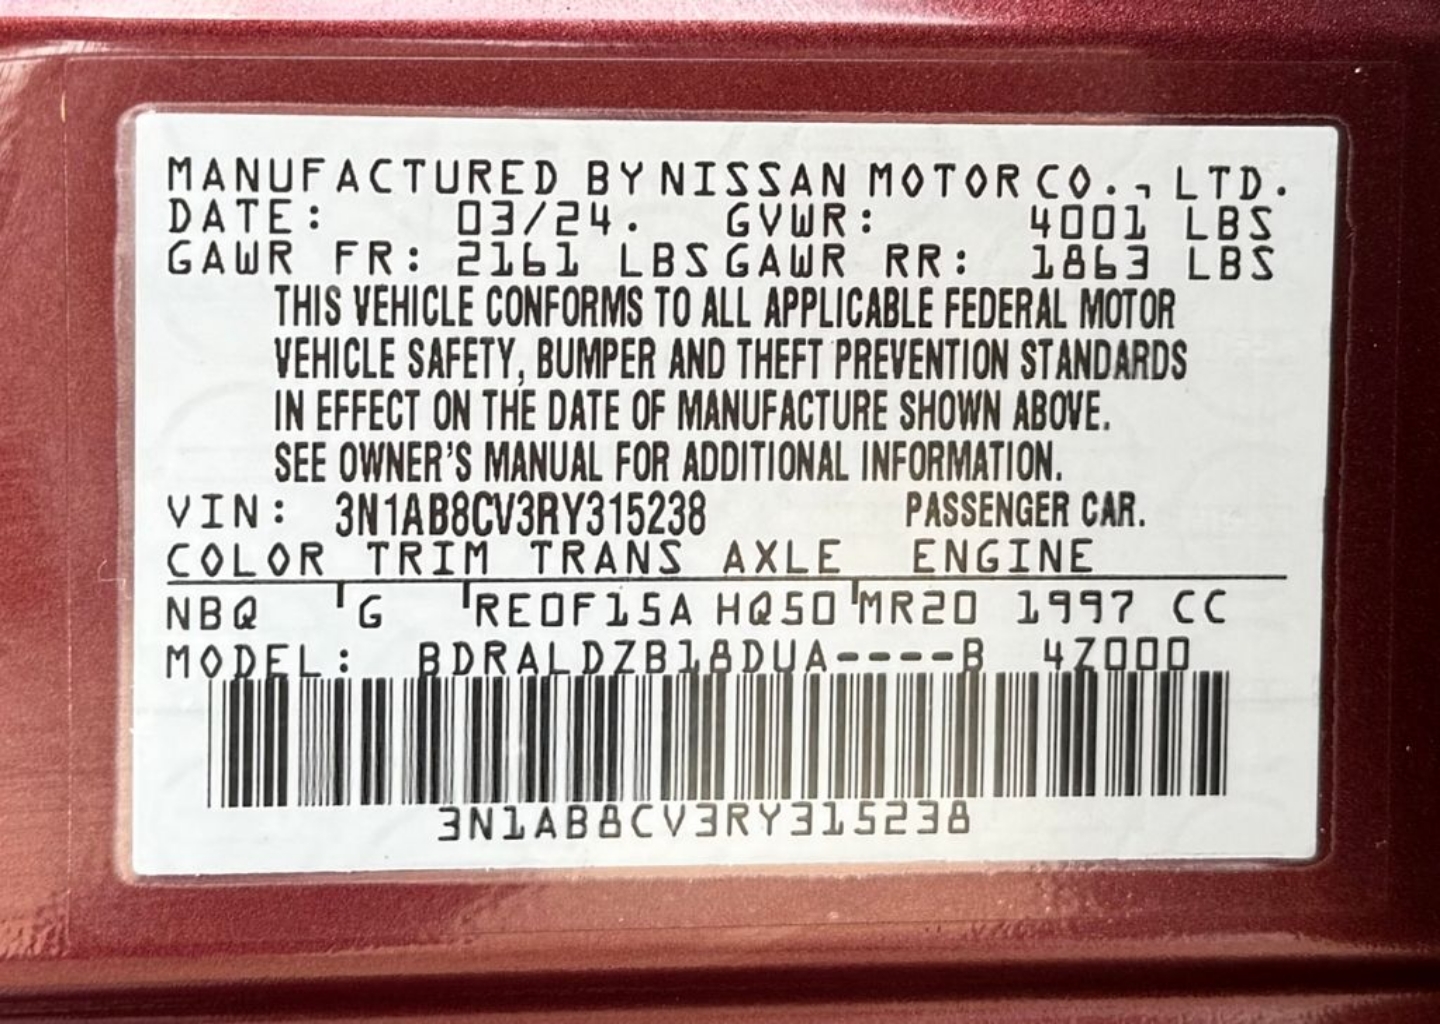 MANUFACTURED BY NISSAN MOTOR CO., LTD.
DATE: 03/24. GVWR: 4001 LBS
GAWR FR: 2161 LBS GAWR RR: 1863 LBS
THIS VEHICLE CONFORMS TO ALL APPLICABLE FEDERAL MOTOR
VEHICLE SAFETY, BUMPER AND THEFT PREVENTION STANDARDS
IN EFFECT ON THE DATE OF MANUFACTURE SHOWN ABOVE.
SEE OWNER'S MANUAL FOR ADDITIONAL INFORMATION.
VIN: 3N1AB8CV3RY315238 PASSENGER CAR.
COLOR TRIM TRANS AXLE ENGINE
NBQ G RE0F15A HQ50 MR20 1997 CC
MODEL: BDRALDZB18DUA----B 4Z000
3N1AB8CV3RY315238